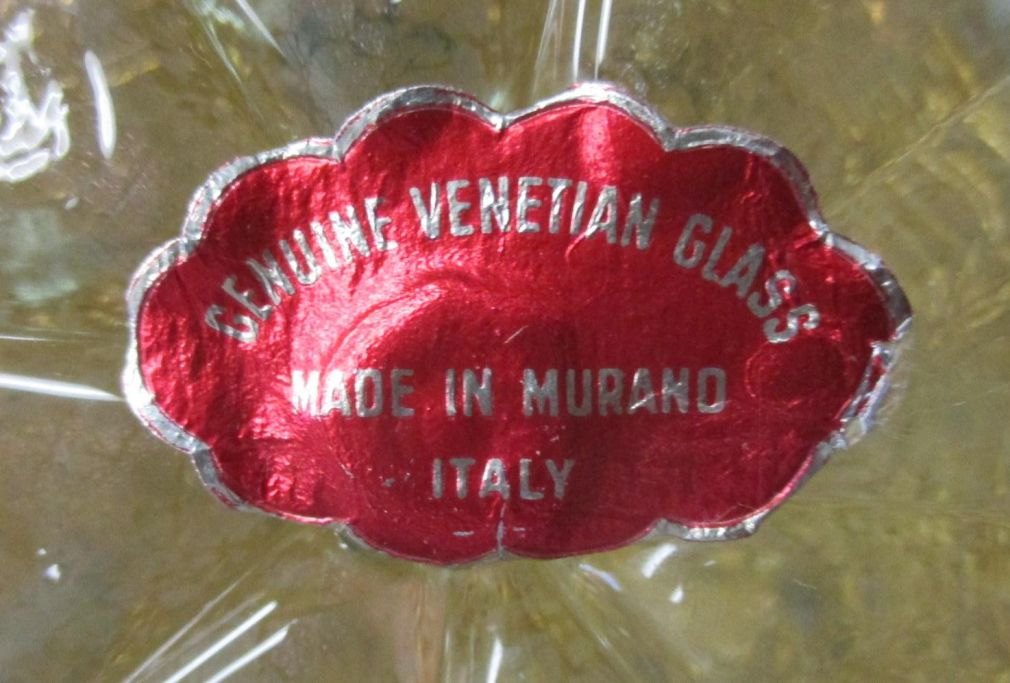 GENUINE VENETIAN GLASS
MADE IN MURANO
ITALY